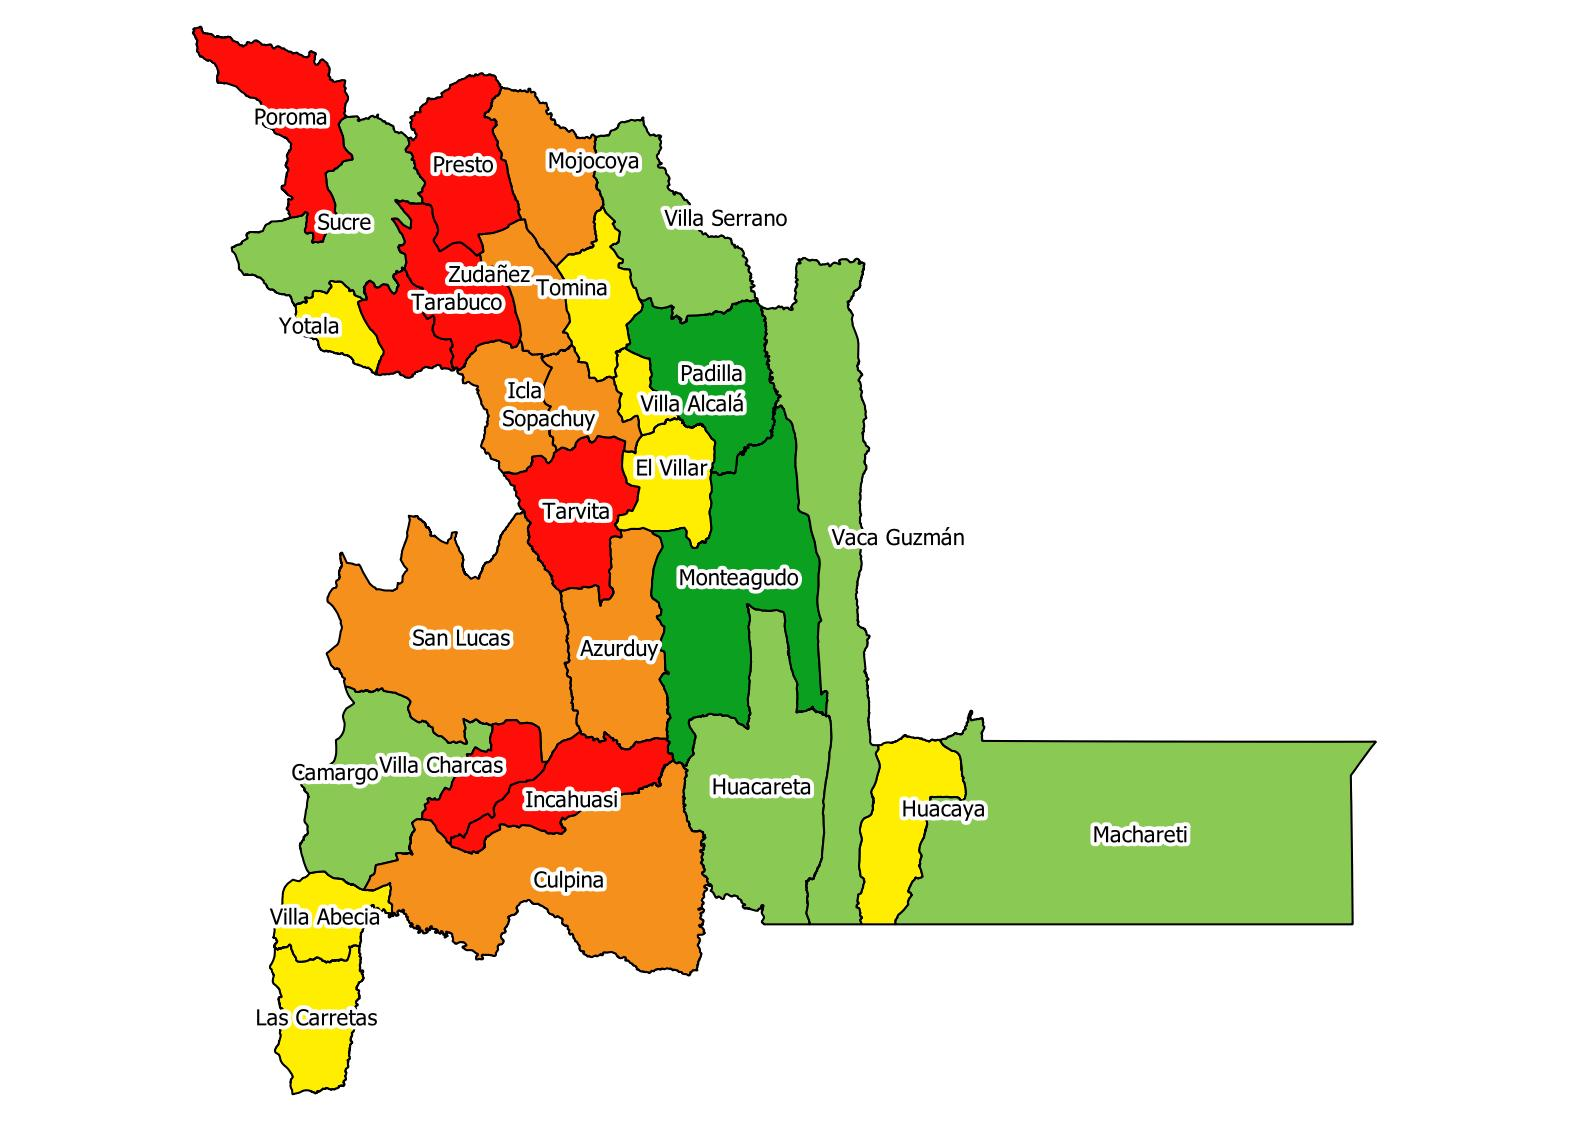 Poroma
Presto
Mojocoya
Sucre
Villa Serrano
Zudañez
Tomina
Tarabuco
Yotala
Padilla
Icla
Villa Alcalá
Sopachuy
El Villar
Tarvita
Vaca Guzmán
Monteagudo
San Lucas
Azurduy
Camargo
Villa Charcas
Huacareta
Incahuasi
Huacaya
Machareti
Culpina
Villa Abecia
Las Carretas